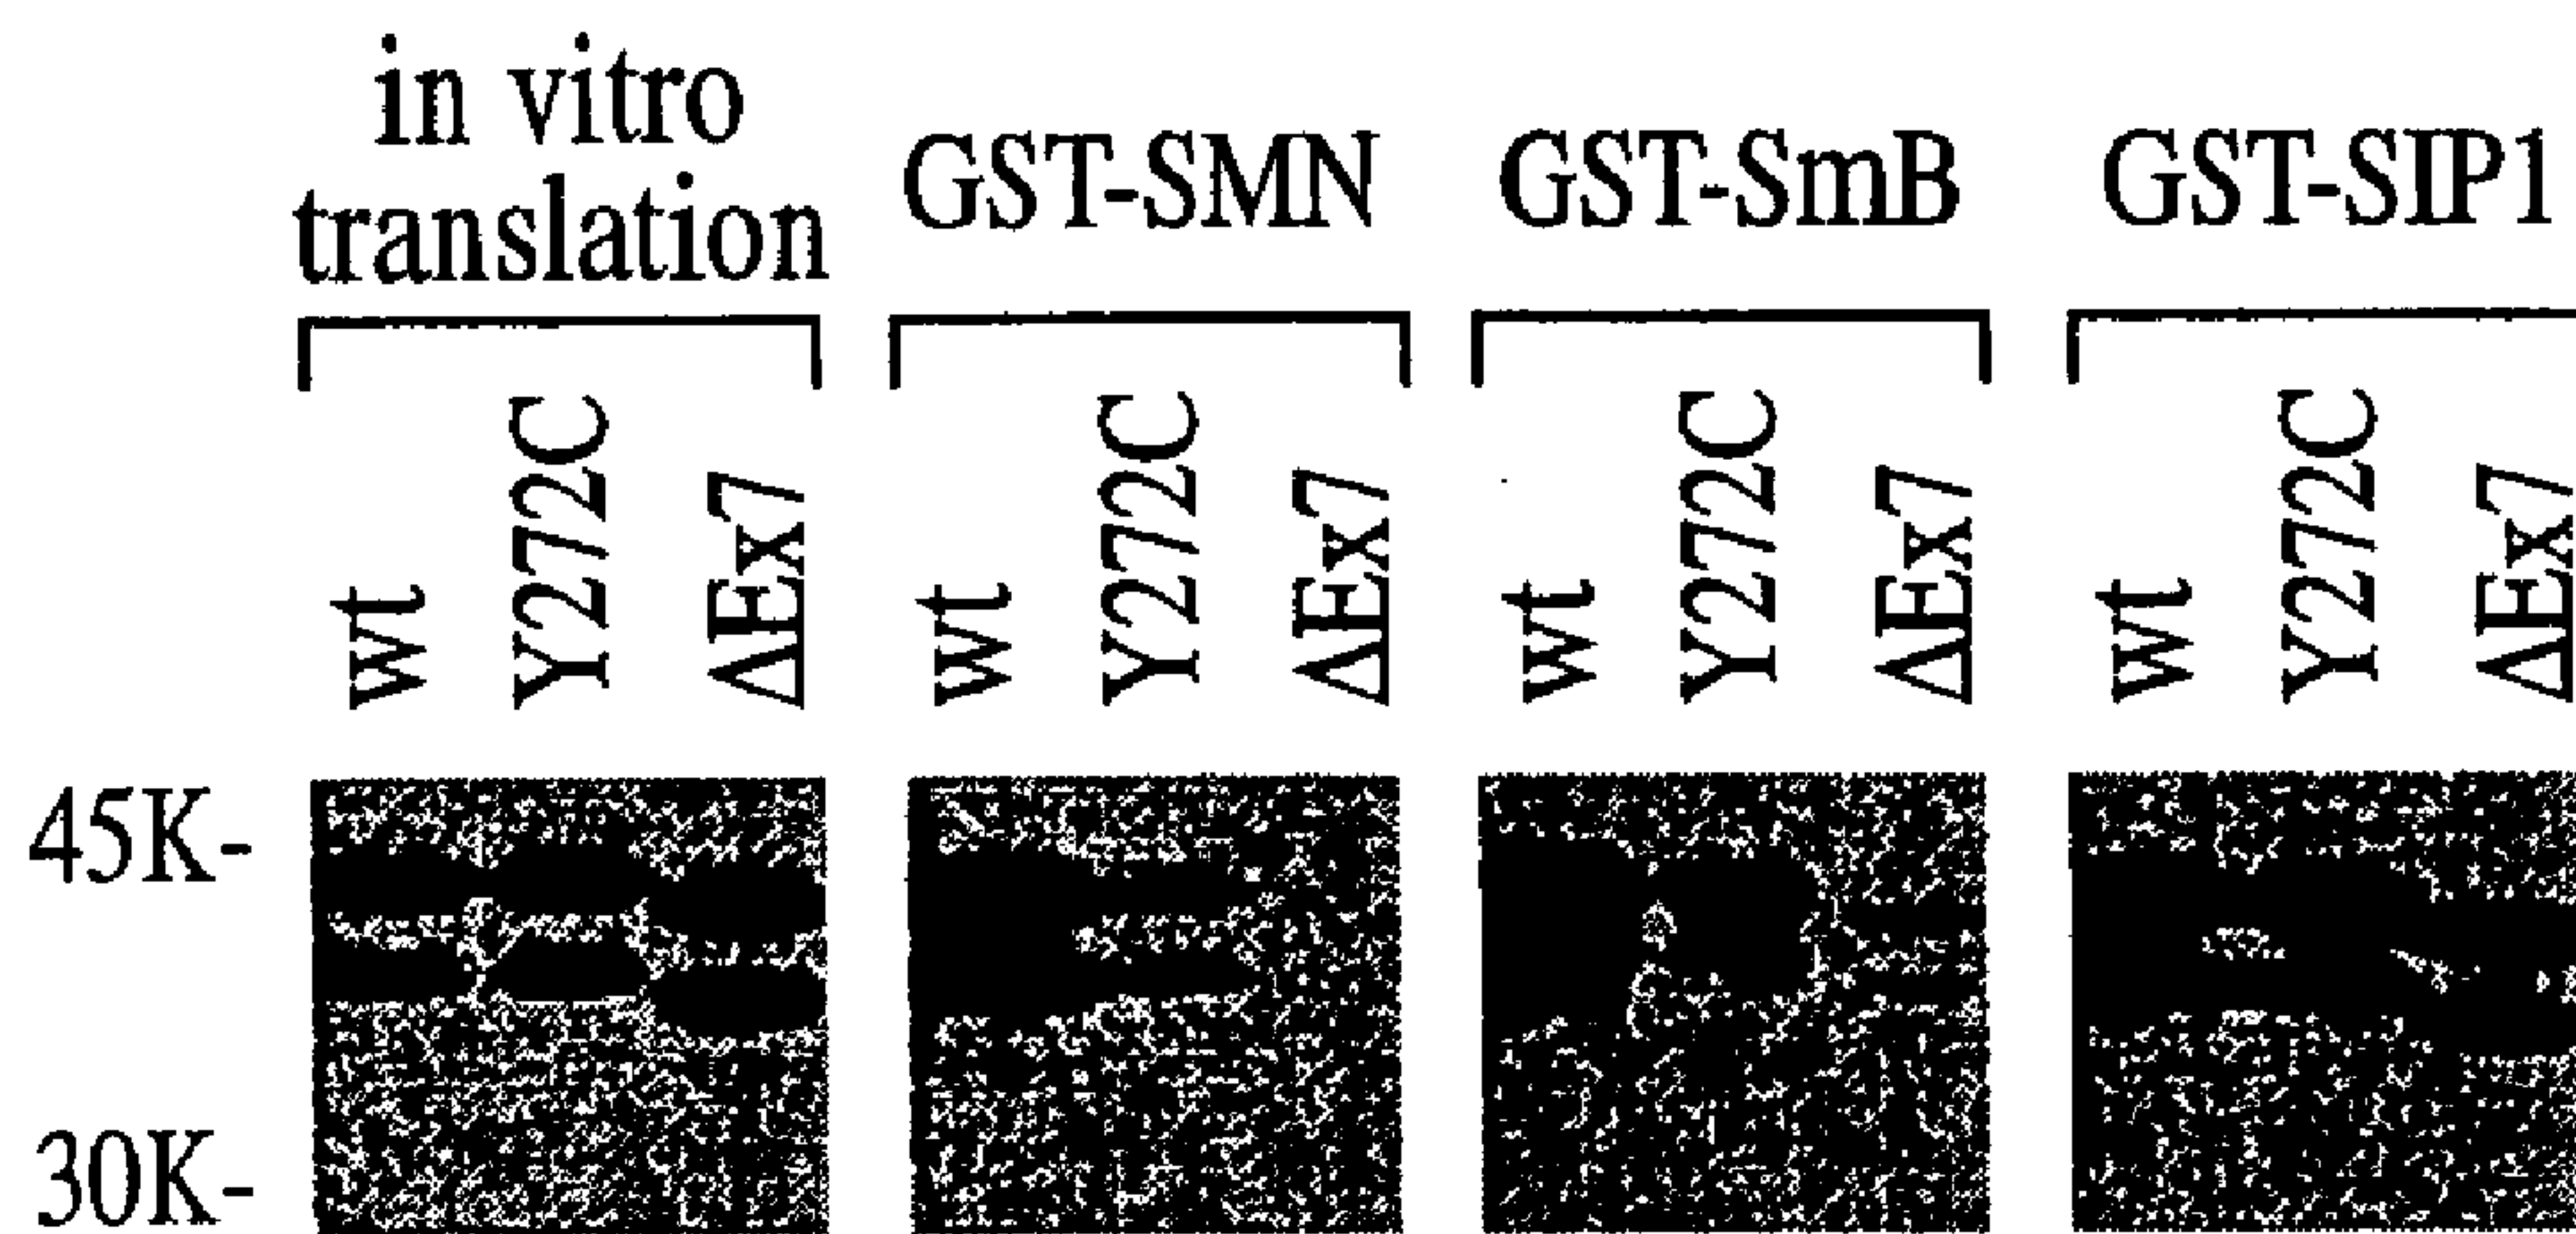 in vitro
translation
GST-SMN
GST-SmB
GST-SIP1
wt
Y272C
ΔEx7
wt
Y272C
ΔEx7
wt
Y272C
ΔEx7
wt
Y272C
ΔEx7
45K-
30K-